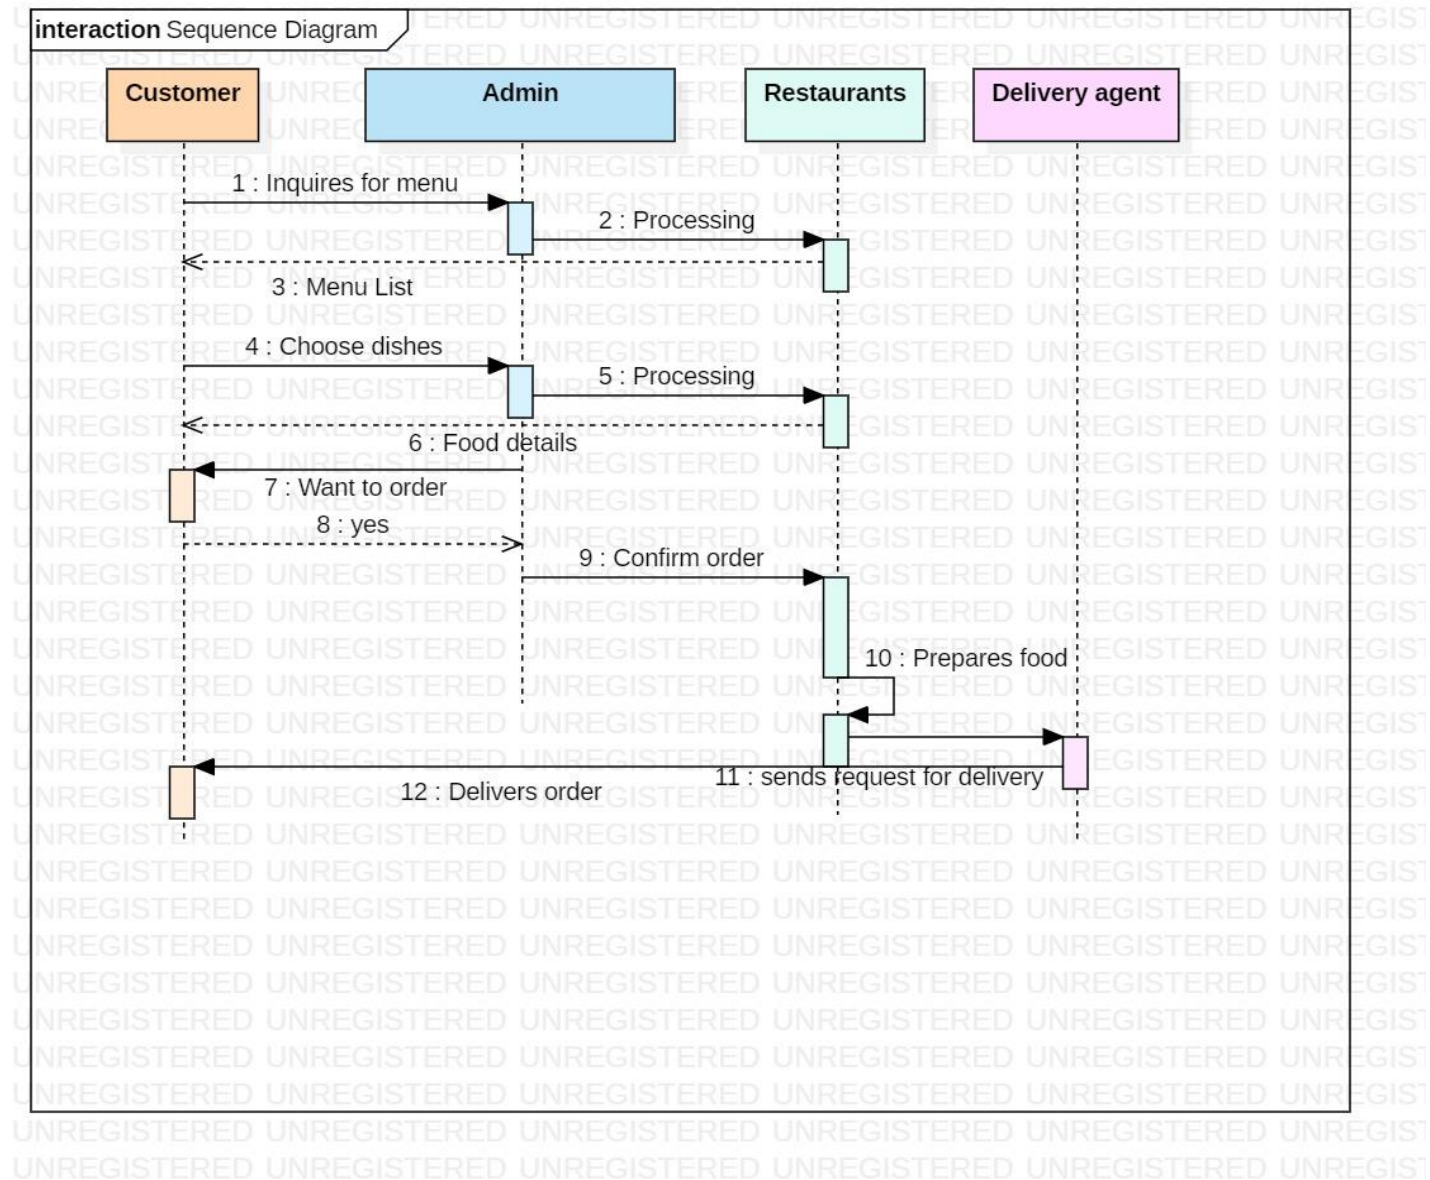 interaction Sequence Diagram
Customer
Admin
Restaurants
Delivery agent
1 : Inquires for menu
2 : Processing
3 : Menu List
4 : Choose dishes
5 : Processing
6 : Food details
7 : Want to order
8 : yes
9 : Confirm order
10 : Prepares food
11 : sends request for delivery
12 : Delivers order
UNREGISTERED